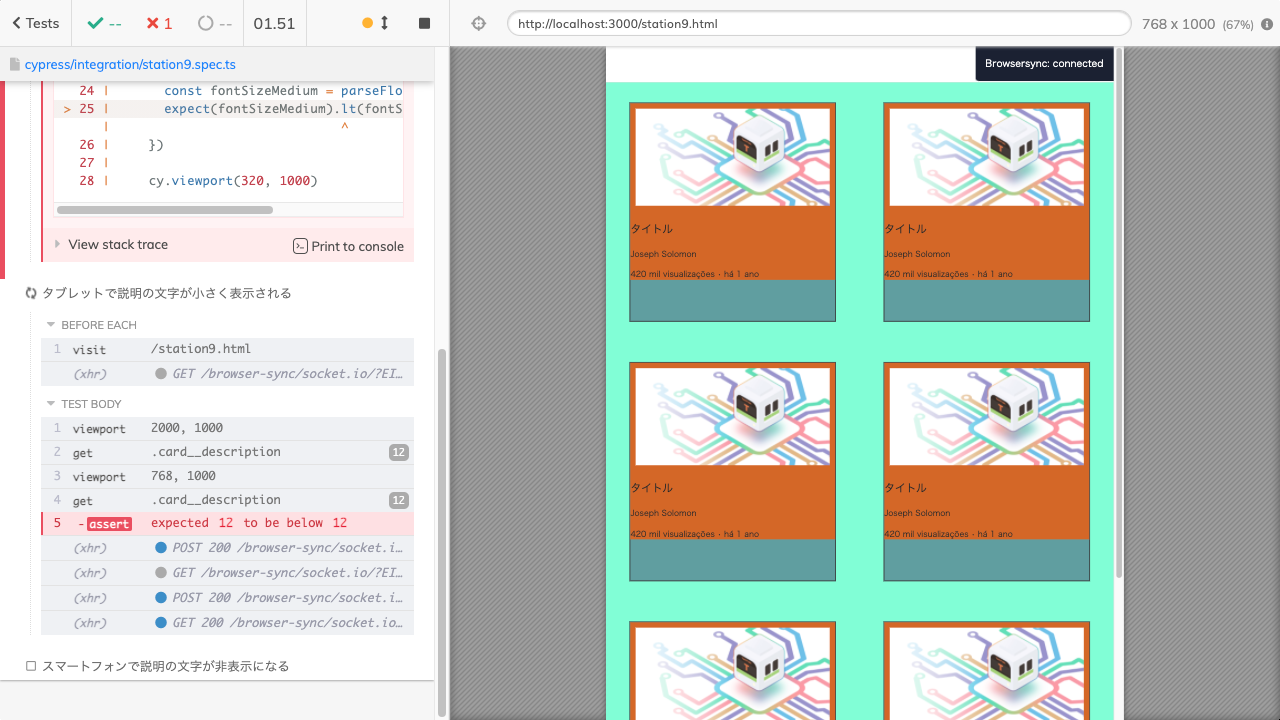 Tests
--
1
--
01.51
http://localhost:3000/station9.html
768 x 1000 (67%)
cypress/integration/station9.spec.ts
24 | const fontSizeMedium = parseFlo
> 25 | expect(fontSizeMedium).lt(fontS
| ^
26 | })
27 |
28 | cy.viewport(320, 1000)
View stack trace
Print to console
タブレットで説明の文字が小さく表示される
BEFORE EACH
1 visit /station9.html
(xhr) GET /browser-sync/socket.io/?EI…
TEST BODY
1 viewport 2000, 1000
2 get .card__description 12
3 viewport 768, 1000
4 get .card__description 12
5 -assert expected 12 to be below 12
(xhr) POST 200 /browser-sync/socket.i…
(xhr) GET /browser-sync/socket.io/?EI…
(xhr) POST 200 /browser-sync/socket.i…
(xhr) GET 200 /browser-sync/socket.io…
スマートフォンで説明の文字が非表示になる
Browsersync: connected
タイトル
Joseph Solomon
420 mil visualizações - há 1 ano
タイトル
Joseph Solomon
420 mil visualizações - há 1 ano
タイトル
Joseph Solomon
420 mil visualizações - há 1 ano
タイトル
Joseph Solomon
420 mil visualizações - há 1 ano